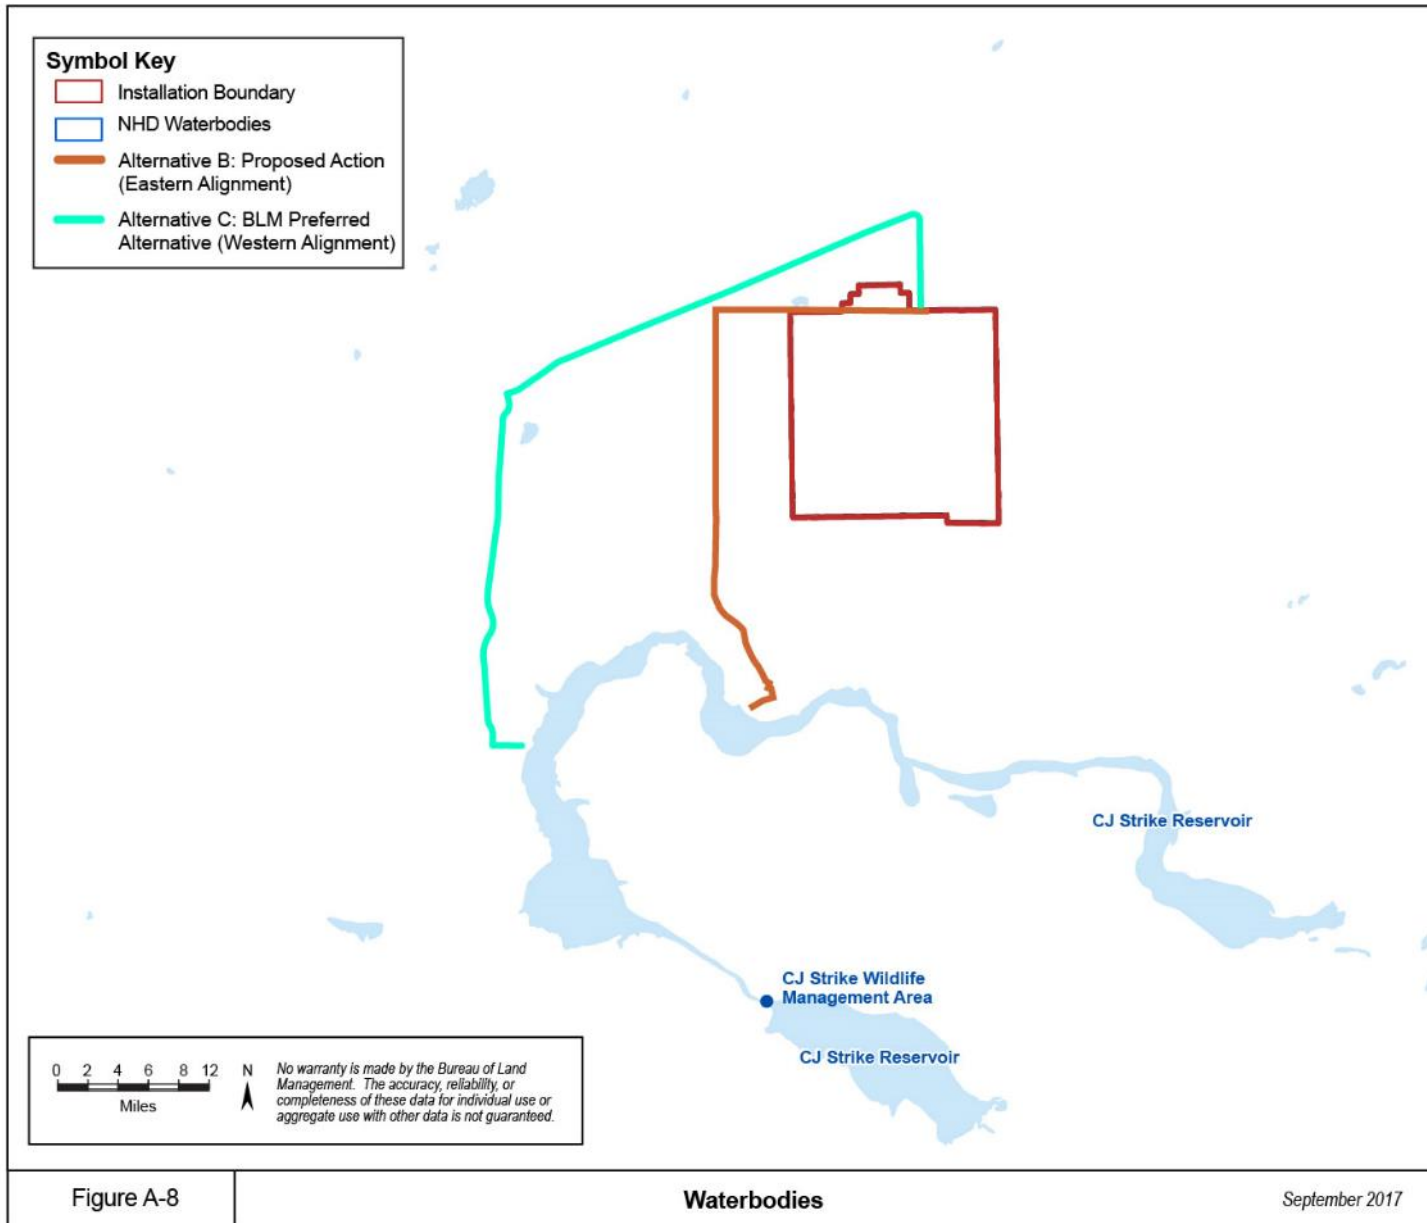 Symbol Key
Installation Boundary
NHD Waterbodies
Alternative B: Proposed Action
(Eastern Alignment)
Alternative C: BLM Preferred
Alternative (Western Alignment)
CJ Strike Reservoir
CJ Strike Wildlife
Management Area
CJ Strike Reservoir
0 2 4 6 8 12
Miles
N
No warranty is made by the Bureau of Land
Management. The accuracy, reliability, or
completeness of these data for individual use or
aggregate use with other data is not guaranteed.
Figure A-8
Waterbodies
September 2017